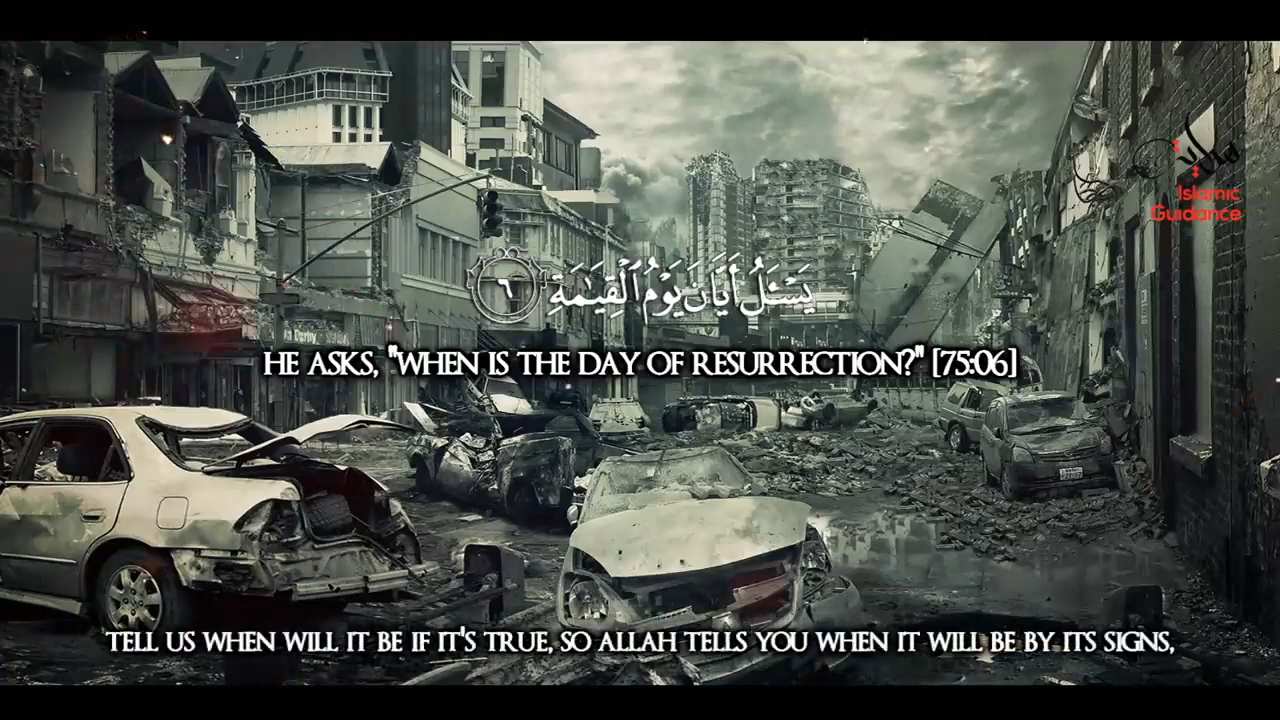 Islamic
Guidance
يَسْـَٔلُ أَيَّانَ يَوْمُ ٱلْقِيَـٰمَةِ ٦
HE ASKS, "WHEN IS THE DAY OF RESURRECTION?" [75:06]
TELL US WHEN WILL IT BE IF IT'S TRUE, SO ALLAH TELLS YOU WHEN IT WILL BE BY ITS SIGNS,